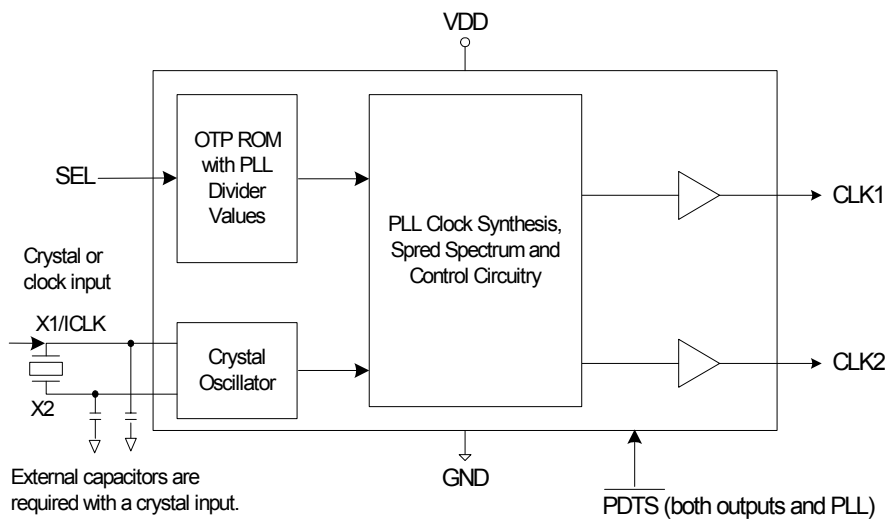 VDD
OTP ROM
with PLL
Divider
Values
SEL
PLL Clock Synthesis,
Spred Spectrum and
Control Circuitry
CLK1
Crystal or
clock input
X1/ICLK
Crystal
Oscillator
X2
CLK2
External capacitors are
required with a crystal input.
GND
PDTS (both outputs and PLL)